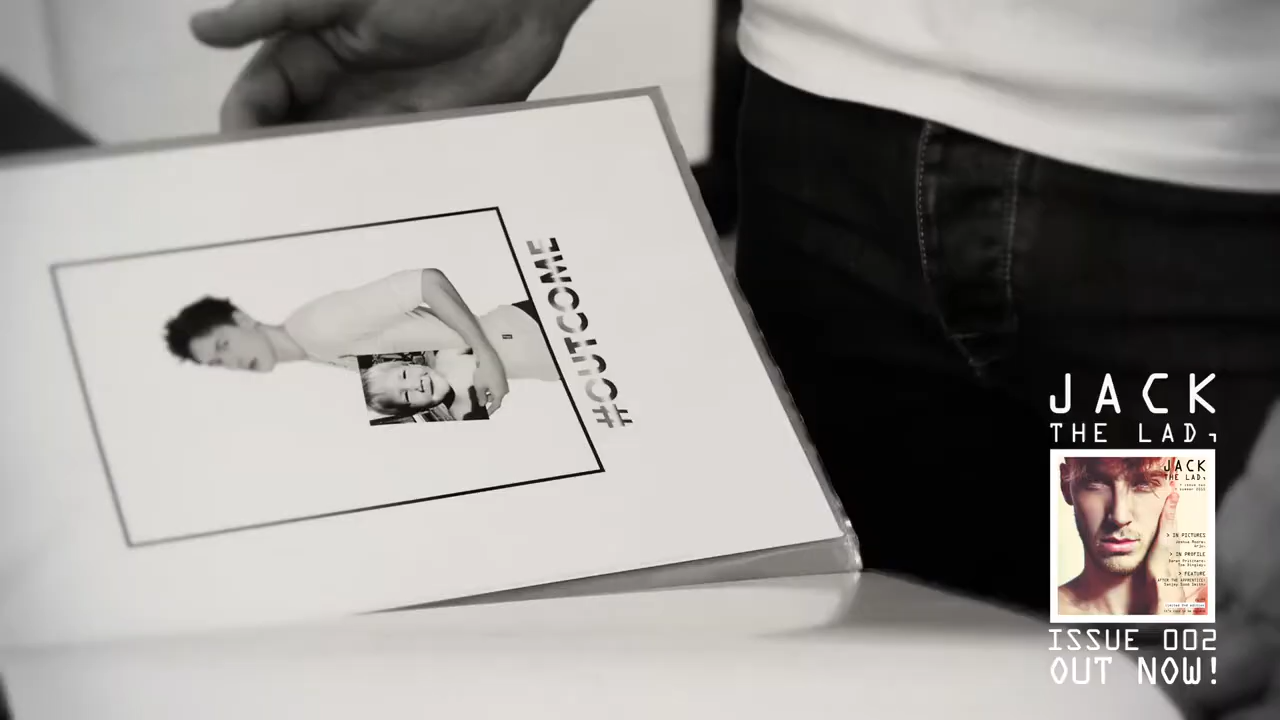 #OUTCOME
JACK
THE LAD,
JACK
THE LAD,
> IN PICTURES
> IN PROFILE
> FEATURE
ISSUE 002
OUT NOW!